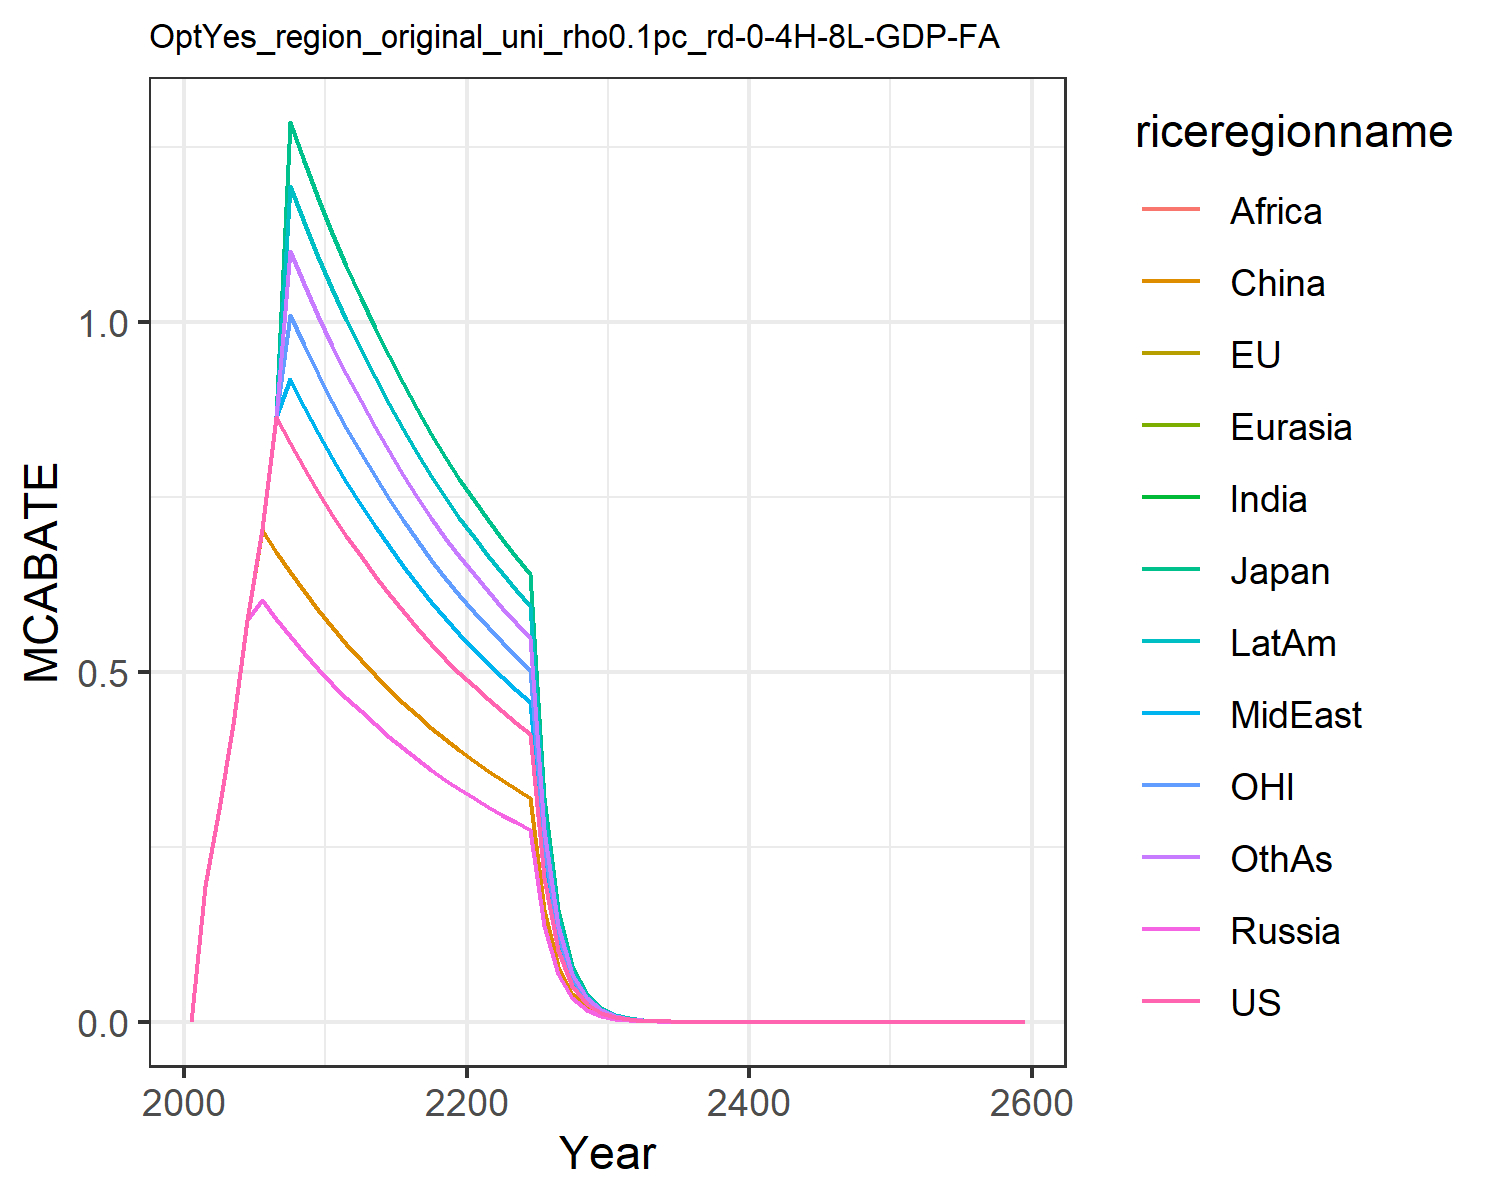 OptYes_region_original_uni_rho0.1pc_rd-0-4H-8L-GDP-FA
MCABATE
1.0
0.5
0.0
2000
2200
2400
2600
Year
riceregionname
Africa
China
EU
Eurasia
India
Japan
LatAm
MidEast
OHI
OthAs
Russia
US